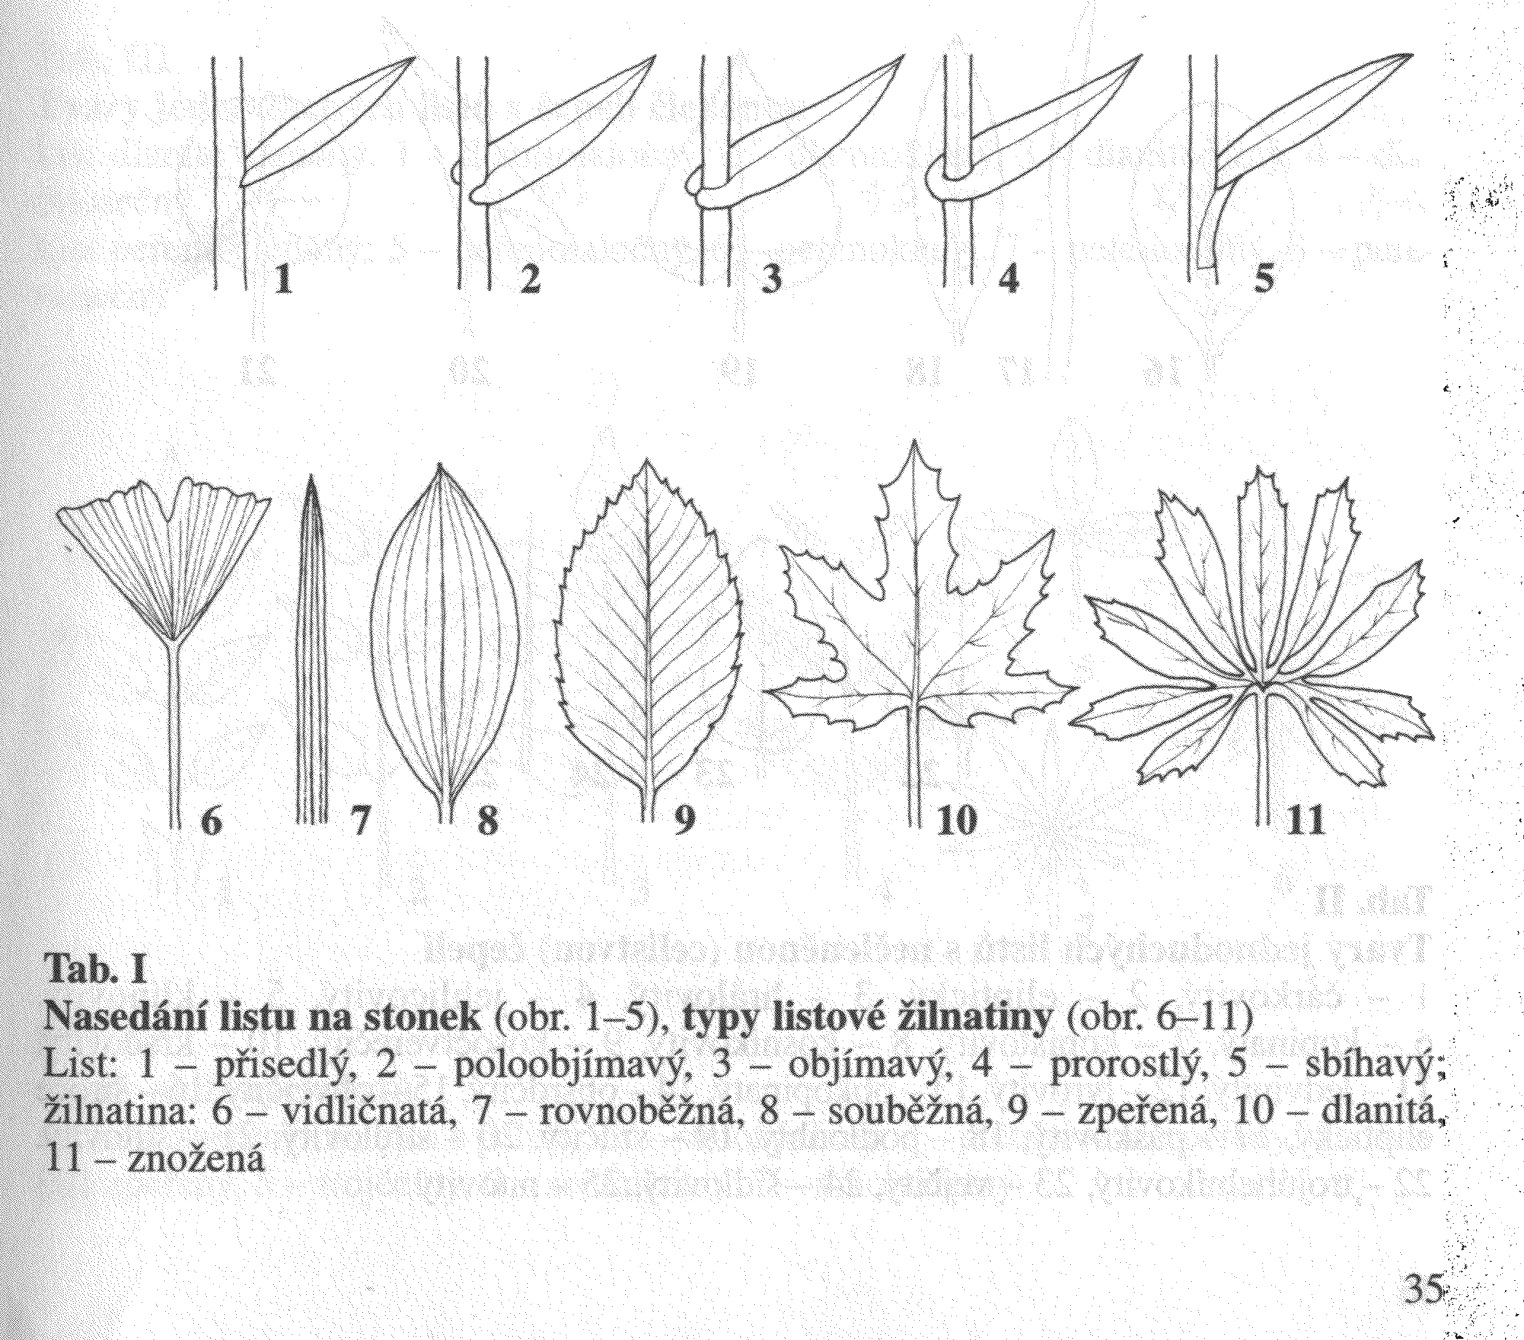 1 2 3 4 5
6 7 8 9 10 11
Tab. I
Nasedání listu na stonek (obr. 1–5), typy listové žilnatiny (obr. 6–11)
List: 1 – přisedlý, 2 – poloobjímavý, 3 – objímavý, 4 – prorostlý, 5 – sbíhavý;
žilnatina: 6 – vidličnatá, 7 – rovnoběžná, 8 – souběžná, 9 – zpeřená, 10 – dlanitá,
11 – znožená
35